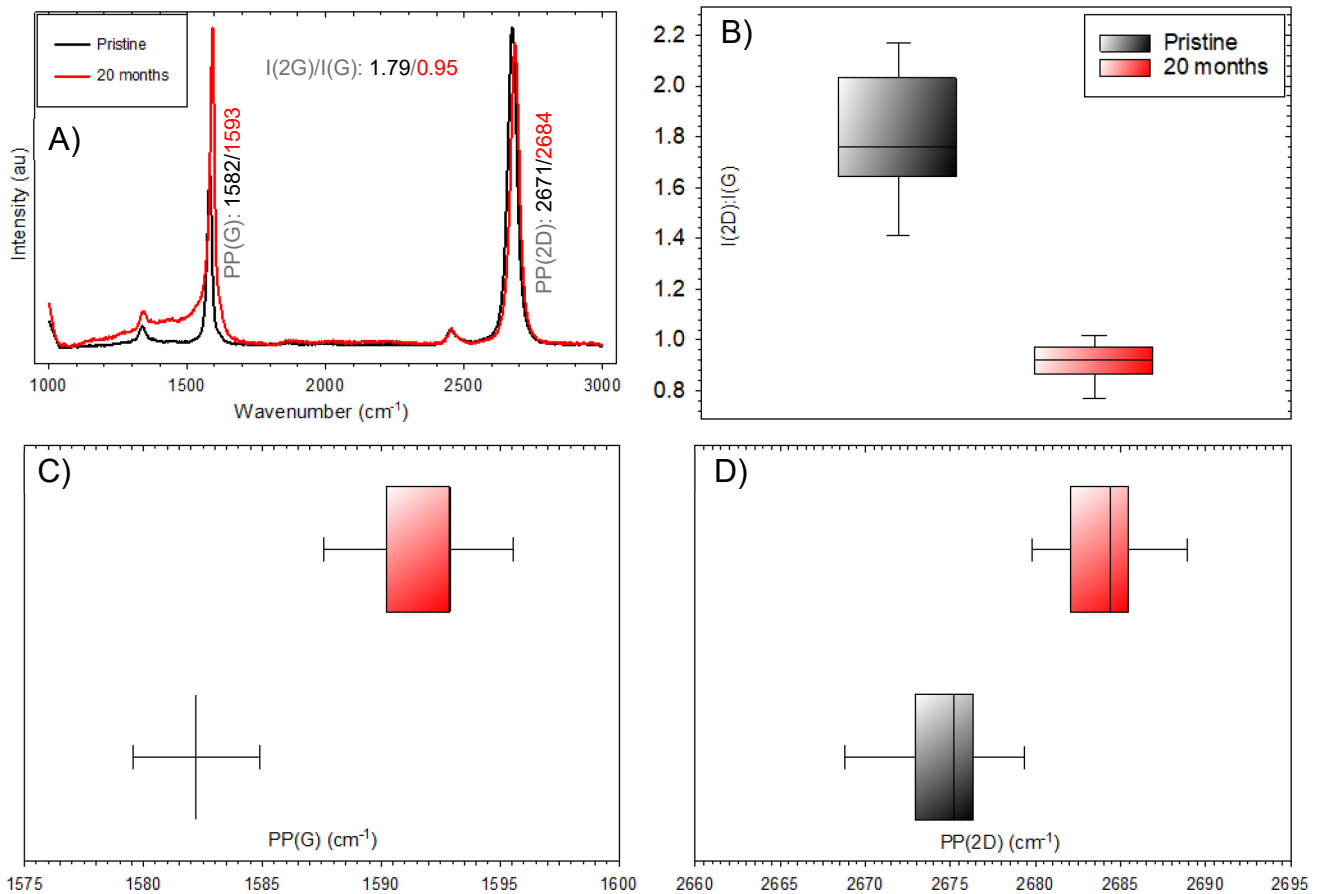 Pristine
20 months
I(2G)/I(G): 1.79/0.95
A)
PP(G): 1582/1593
PP(2D): 2671/2684
Intensity (au)
1000 1500 2000 2500 3000
Wavenumber (cm⁻¹)
B)
Pristine
20 months
I(2D):I(G)
2.2
2.0
1.8
1.6
1.4
1.2
1.0
0.8
C)
PP(G) (cm⁻¹)
1575 1580 1585 1590 1595 1600
D)
PP(2D) (cm⁻¹)
2660 2665 2670 2675 2680 2685 2690 2695